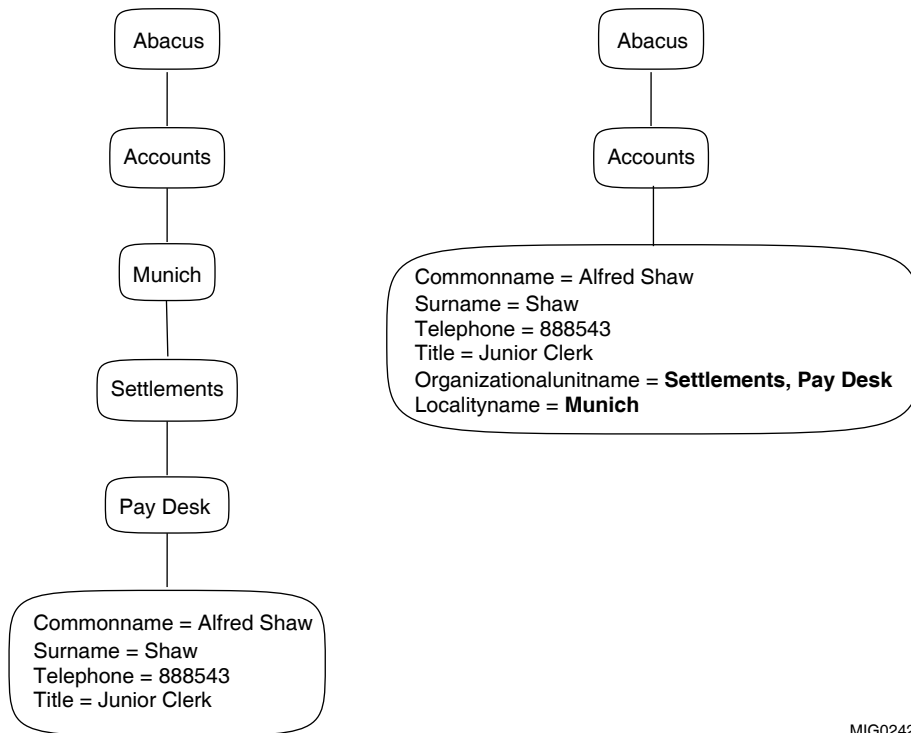 Abacus
Accounts
Munich
Settlements
Pay Desk
Commonname = Alfred Shaw
Surname = Shaw
Telephone = 888543
Title = Junior Clerk
Abacus
Accounts
Commonname = Alfred Shaw
Surname = Shaw
Telephone = 888543
Title = Junior Clerk
Organizationalunitname = Settlements, Pay Desk
Localityname = Munich
MIG0242